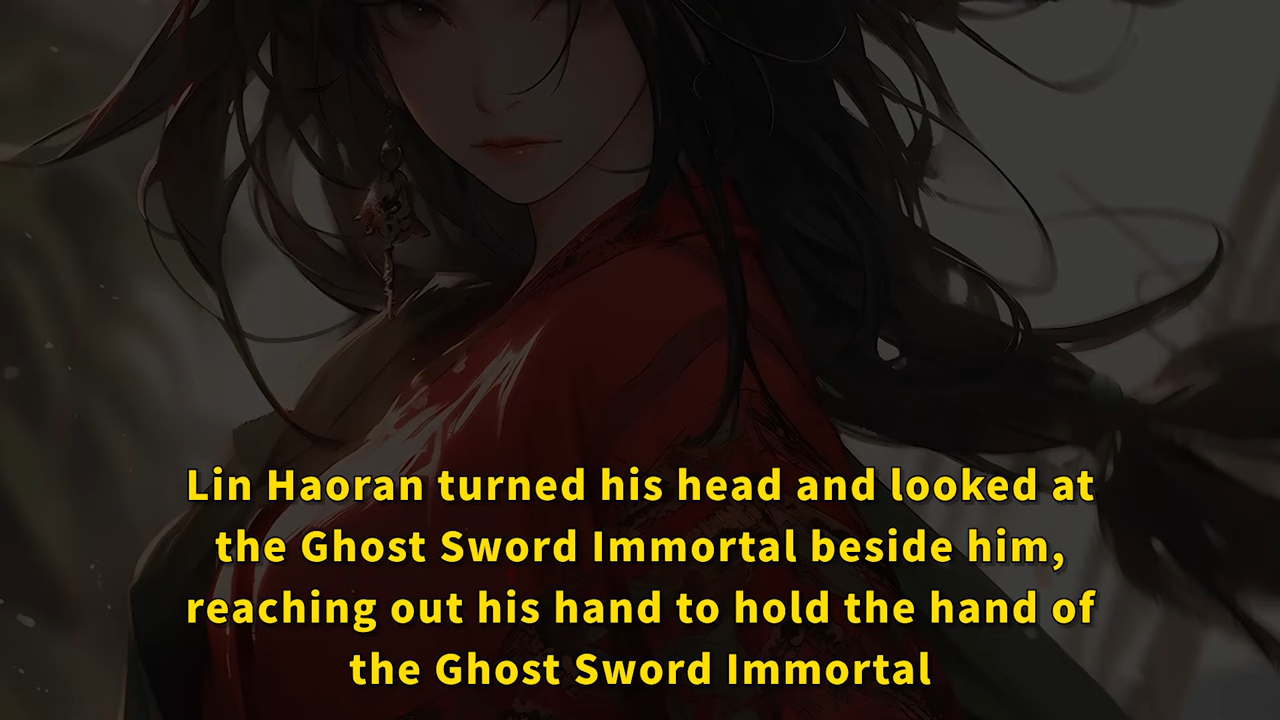 Lin Haoran turned his head and looked at
the Ghost Sword Immortal beside him,
reaching out his hand to hold the hand of
the Ghost Sword Immortal